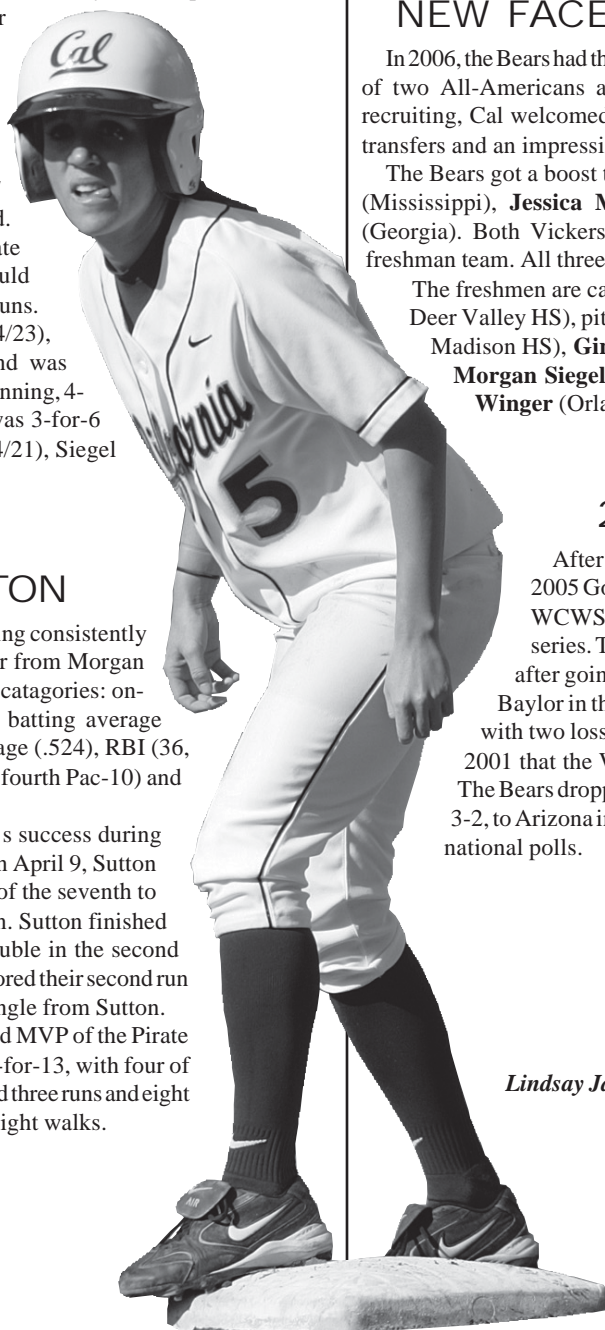 r
d.
ate
uld
uns.
4/23),
nd was
nning, 4-
was 3-for-6
4/21), Siegel
TON
ing consistently
r from Morgan
catagories: on-
batting average
age (.524), RBI (36,
fourth Pac-10) and
s success during
n April 9, Sutton
of the seventh to
n. Sutton finished
uble in the second
ored their second run
ngle from Sutton.
d MVP of the Pirate
-for-13, with four of
d three runs and eight
ight walks.
Cal
California
5
AIR
NEW FACE
In 2006, the Bears had th
of two All-Americans a
recruiting, Cal welcomed
transfers and an impressi
The Bears got a boost t
(Mississippi), Jessica M
(Georgia). Both Vickers
freshman team. All three
The freshmen are ca
Deer Valley HS), pit
Madison HS), Gin
Morgan Siegel
Winger (Orla
2
After
2005 Go
WCWS
series. T
after goin
Baylor in th
with two loss
2001 that the W
The Bears dropp
3-2, to Arizona i
national polls.
Lindsay Ja